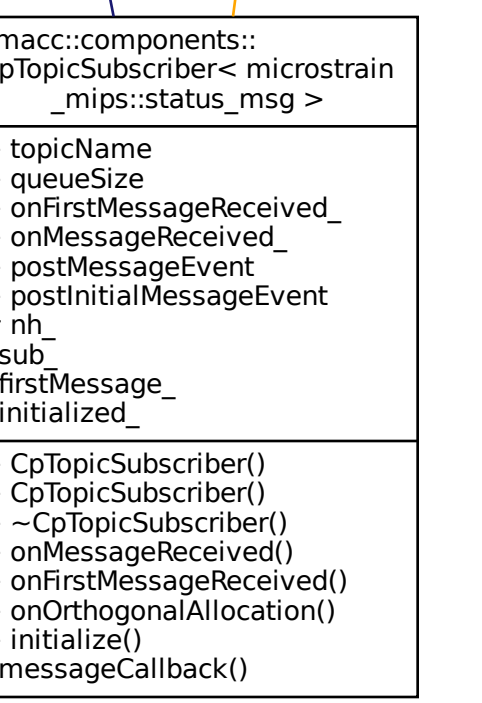 macc::components::
pTopicSubscriber< microstrain
_mips::status_msg >
topicName
queueSize
onFirstMessageReceived_
onMessageReceived_
postMessageEvent
postInitialMessageEvent
nh_
sub_
firstMessage_
initialized_
CpTopicSubscriber()
CpTopicSubscriber()
~CpTopicSubscriber()
onMessageReceived()
onFirstMessageReceived()
onOrthogonalAllocation()
initialize()
messageCallback()